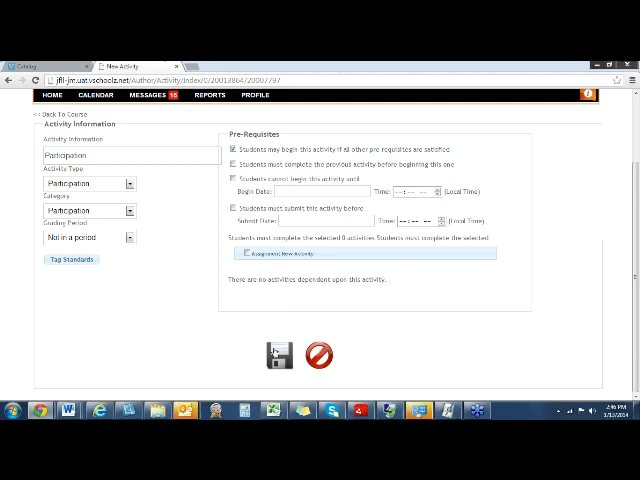 Catalog
New Activity
jfll-jm.uat.vschoolz.net/Author/Activity/Index/0/20013864/20007797
HOME CALENDAR MESSAGES 15 REPORTS PROFILE
<< Back To Course
Activity Information
Activity Information
Participation
Activity Type
Participation
Category
Participation
Grading Period
Not in a period
Tag Standards
Pre-Requisites
Students may begin this activity if all other pre requisites are satisfied
Students must complete the previous activity before beginning this one
Students cannot begin this activity until
Begin Date: Time: --:-- -- (Local Time)
Students must submit this activity before
Submit Date: Time: --:-- -- (Local Time)
Students must complete the selected 0 activities Students must complete the selected
Assignment New Activity
There are no activities dependent upon this activity.
2:46 PM
1/13/2014